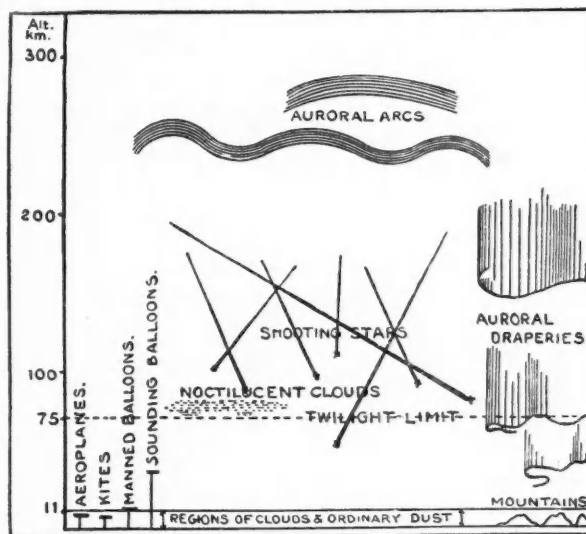 Alt.
km.
300
AURORAL ARCS
200
SHOOTING STARS
AURORAL
DRAPERIES
100
NOCTILUCENT CLOUDS
75
TWILIGHT LIMIT
AEROPLANES.
KITES
MANNED BALLOONS.
SOUNDING BALLOONS.
MOUNTAINS
11
REGIONS OF CLOUDS & ORDINARY DUST